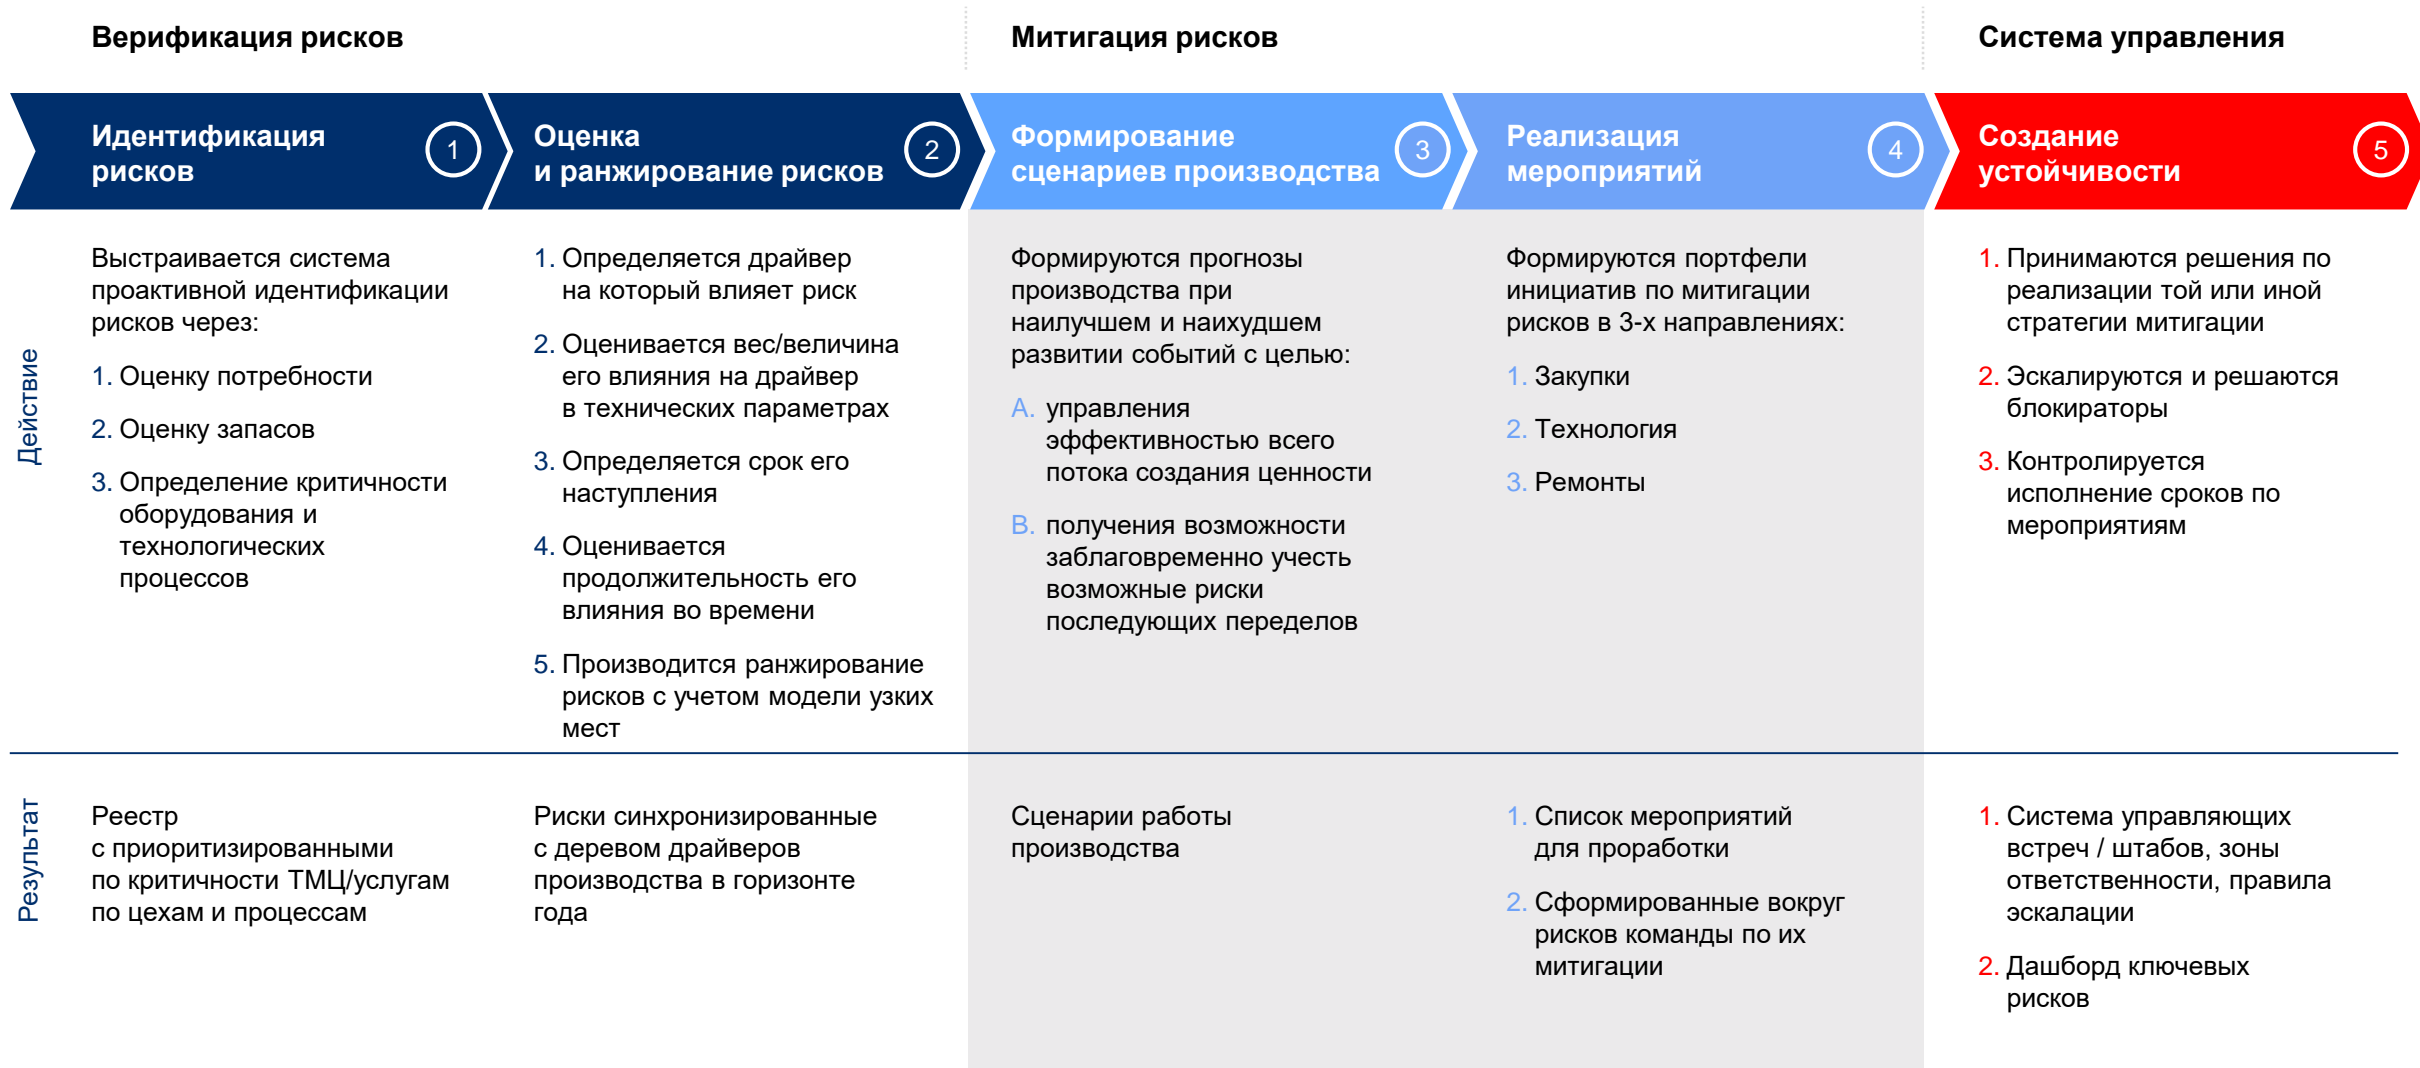 Верификация рисков
Митигация рисков
Система управления
Идентификация
рисков
1
Оценка
и ранжирование рисков
2
Формирование
сценариев производства
3
Реализация
мероприятий
4
Создание
устойчивости
5
Действие
Выстраивается система
проактивной идентификации
рисков через:
1. Оценку потребности
2. Оценку запасов
3. Определение критичности
оборудования и
технологических
процессов
1. Определяется драйвер
на который влияет риск
2. Оценивается вес/величина
его влияния на драйвер
в технических параметрах
3. Определяется срок его
наступления
4. Оценивается
продолжительность его
влияния во времени
5. Производится ранжирование
рисков с учетом модели узких
мест
Формируются прогнозы
производства при
наилучшем и наихудшем
развитии событий с целью:
A. управления
эффективностью всего
потока создания ценности
B. получения возможности
заблаговременно учесть
возможные риски
последующих переделов
Формируются портфели
инициатив по митигации
рисков в 3-х направлениях:
1. Закупки
2. Технология
3. Ремонты
1. Принимаются решения по
реализации той или иной
стратегии митигации
2. Эскалируются и решаются
блокираторы
3. Контролируется
исполнение сроков по
мероприятиям
Результат
Реестр
с приоритизированными
по критичности ТМЦ/услугам
по цехам и процессам
Риски синхронизированные
с деревом драйверов
производства в горизонте
года
Сценарии работы
производства
1. Список мероприятий
для проработки
2. Сформированные вокруг
рисков команды по их
митигации
1. Система управляющих
встреч / штабов, зоны
ответственности, правила
эскалации
2. Дашборд ключевых
рисков